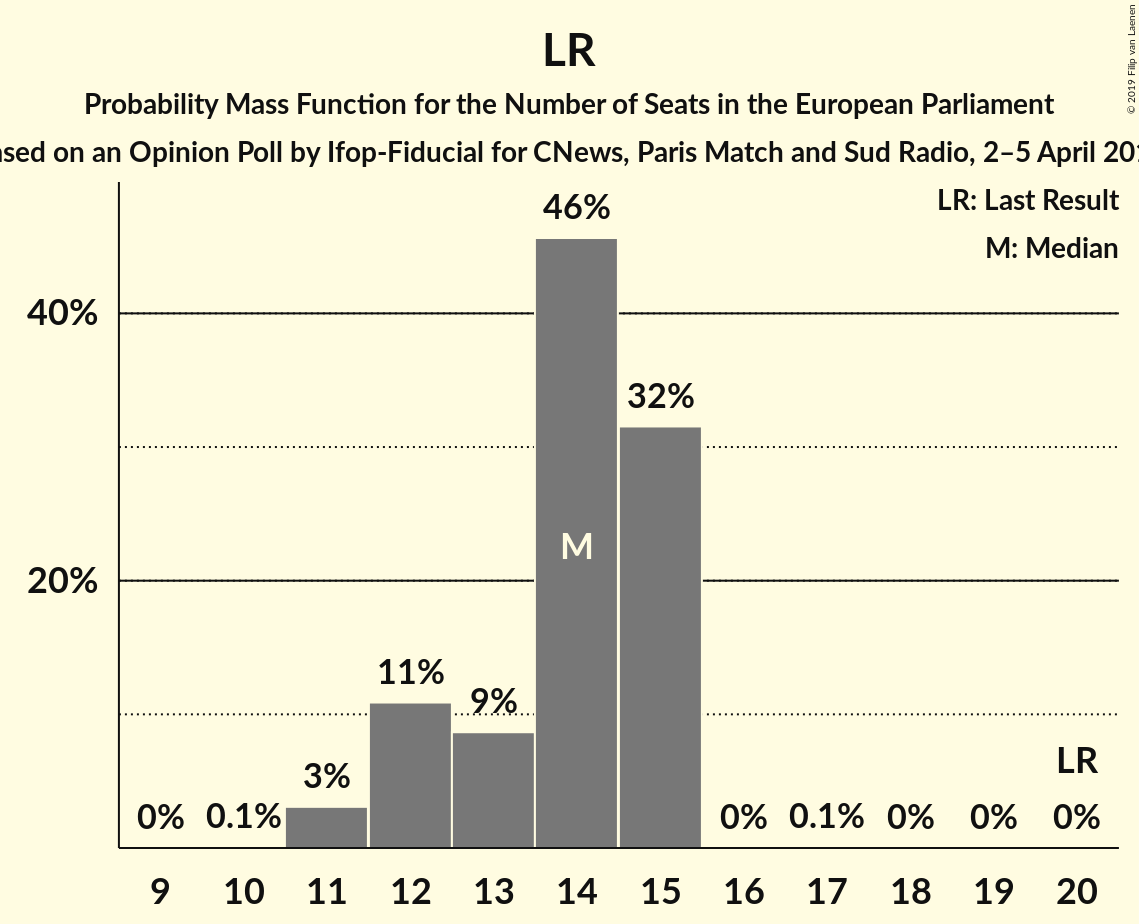 LR
Probability Mass Function for the Number of Seats in the European Parliament
on an Opinion Poll by Ifop-Fiducial for CNews, Paris Match and Sud Radio, 2–5 April
LR: Last Result
M: Median
46%
40%
32%
M
20%
11%
9%
3%
LR
0% 0.1% 0% 0.1% 0% 0% 0%
9 10 11 12 13 14 15 16 17 18 19 20
© 2019 Filip van Laenen